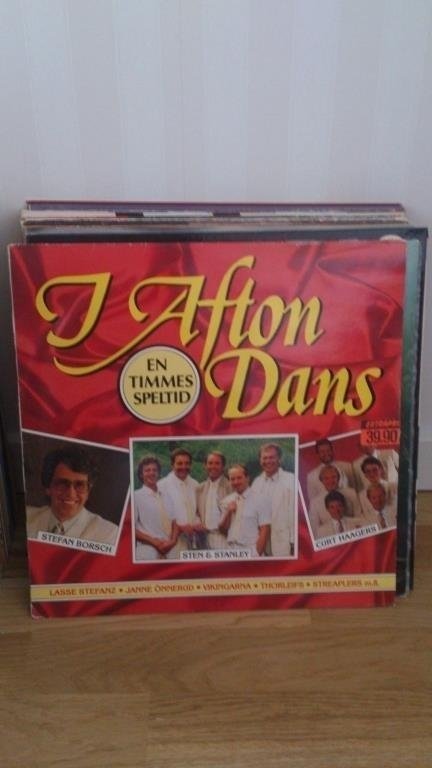 I Afton
Dans
EN
TIMMES
SPELTID
39.90
STEFAN BORSCH
STEN & STANLEY
CURT HAAGERS
LASSE STEFANZ • JANNE ÖNNERUD • VIKINGARNA • THORLEIFS • STREAPLERS m.fl.